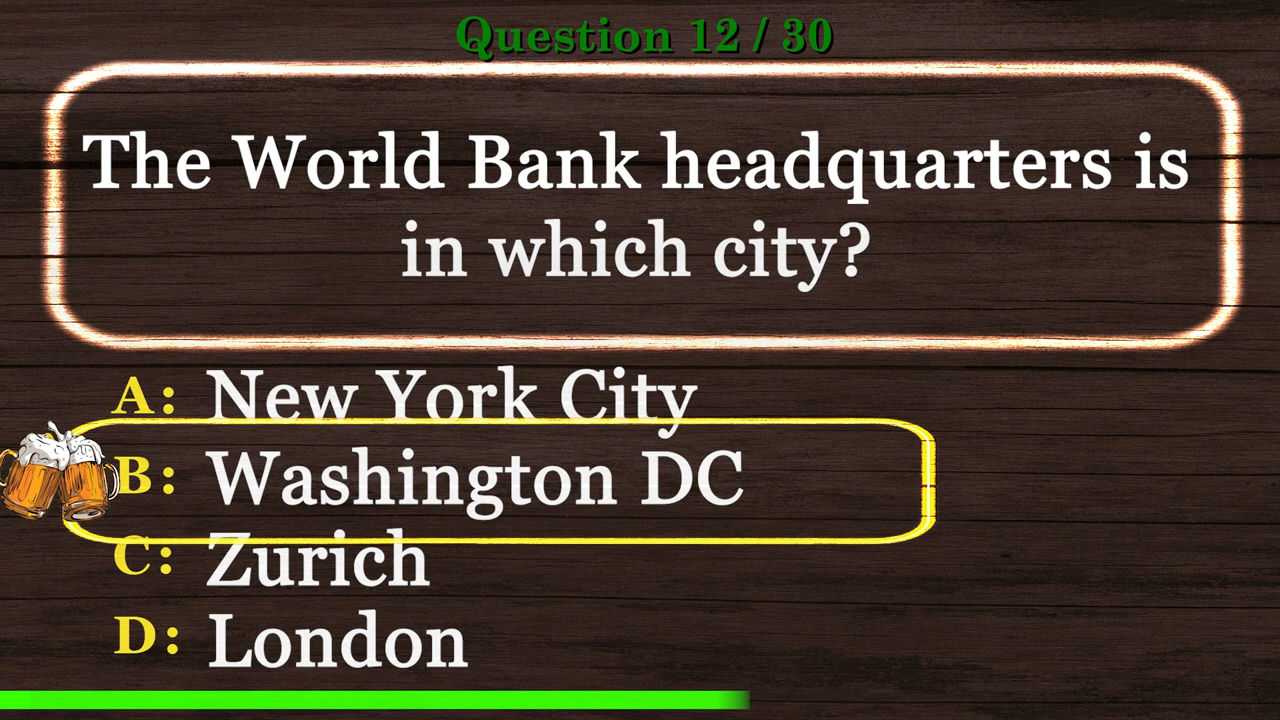 Question 12 / 30
The World Bank headquarters is
in which city?
A: New York City
B: Washington DC
C: Zurich
D: London